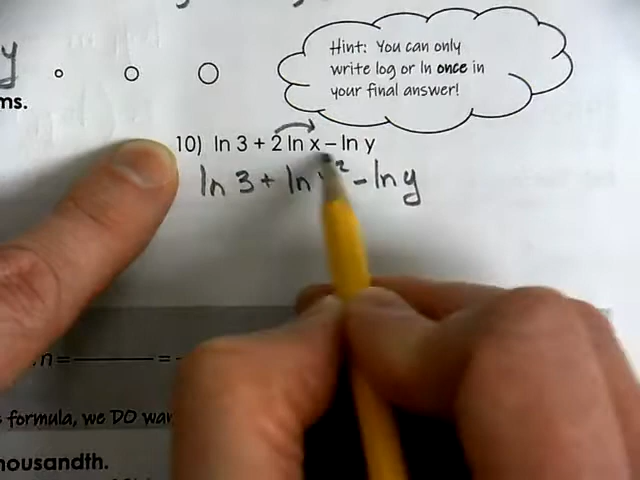 y
Hint: You can only
write log or ln once in
your final answer!
ms.
10) ln 3 + 2 ln x – ln y
ln 3 + ln 2 - ln y
n= =
formula, we DO
housandth.